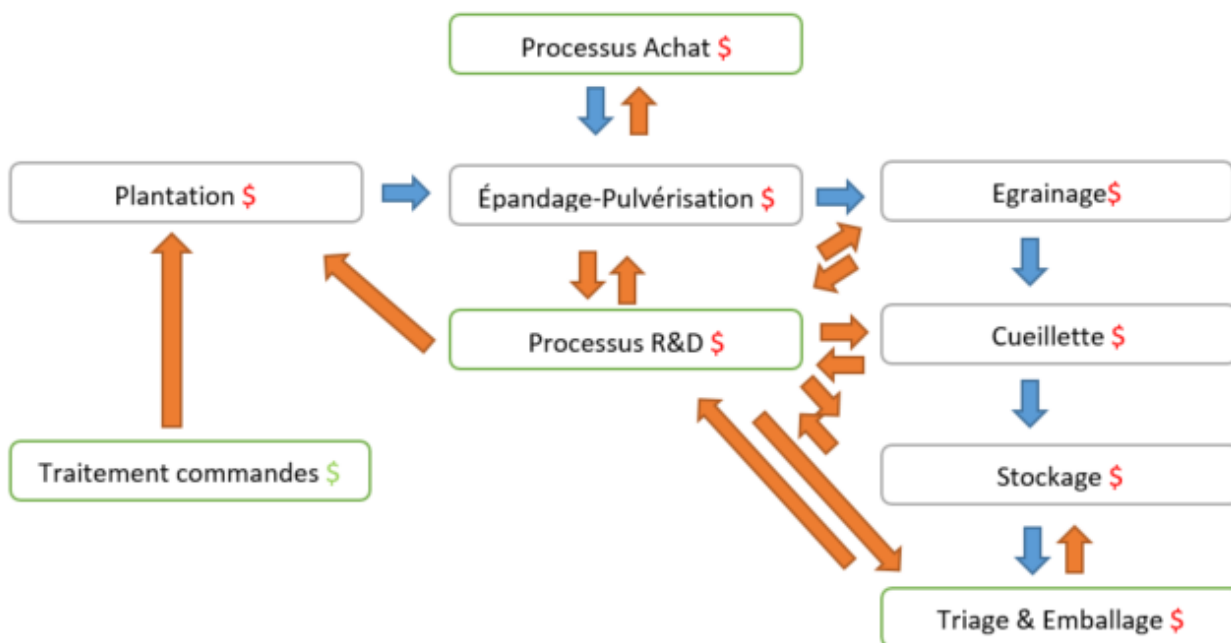 Processus Achat $
Plantation $
Épandage-Pulvérisation $
Egrainage$
Processus R&D $
Cueillette $
Traitement commandes $
Stockage $
Triage & Emballage $